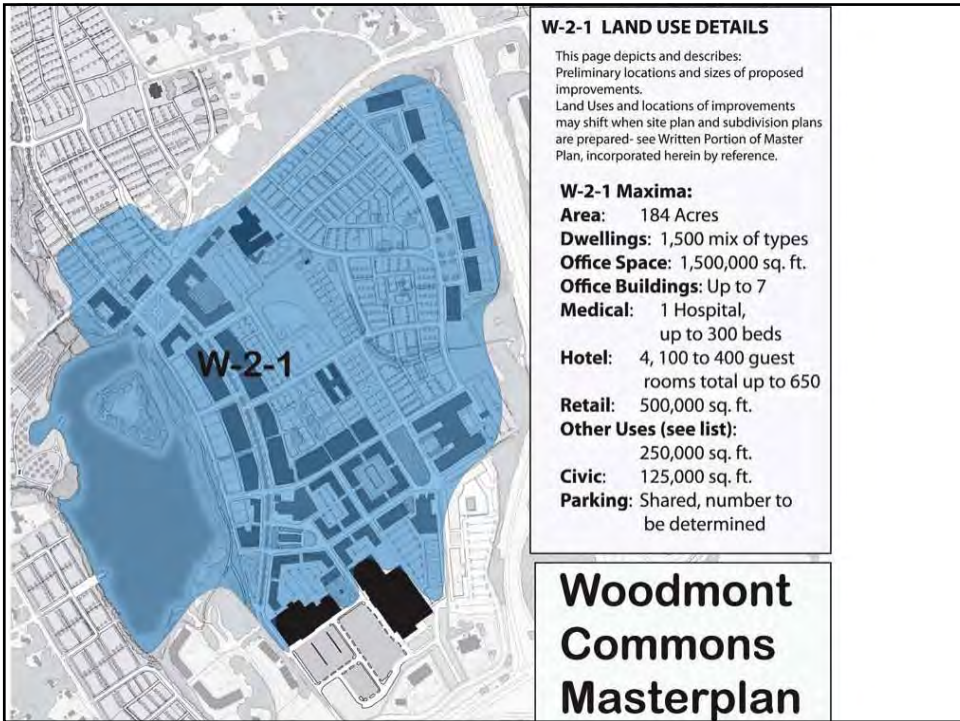 W-2-1 LAND USE DETAILS
This page depicts and describes:
Preliminary locations and sizes of proposed
improvements.
Land Uses and locations of improvements
may shift when site plan and subdivision plans
are prepared- see Written Portion of Master
Plan, incorporated herein by reference.
W-2-1 Maxima:
Area: 184 Acres
Dwellings: 1,500 mix of types
Office Space: 1,500,000 sq. ft.
Office Buildings: Up to 7
Medical: 1 Hospital,
up to 300 beds
Hotel: 4, 100 to 400 guest
rooms total up to 650
Retail: 500,000 sq. ft.
Other Uses (see list):
250,000 sq. ft.
Civic: 125,000 sq. ft.
Parking: Shared, number to
be determined
W-2-1
Woodmont
Commons
Masterplan